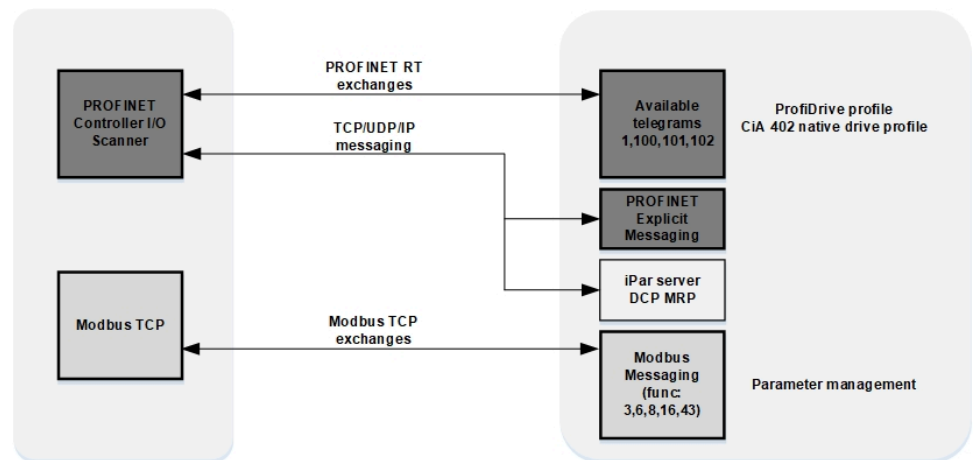 PROFINET RT
exchanges
PROFINET
Controller I/O
Scanner
Available
telegrams
1,100,101,102
ProfiDrive profile
CiA 402 native drive profile
TCP/UDP/IP
messaging
PROFINET
Explicit
Messaging
iPar server
DCP MRP
Modbus TCP
Modbus TCP
exchanges
Modbus
Messaging
(func:
3,6,8,16,43)
Parameter management